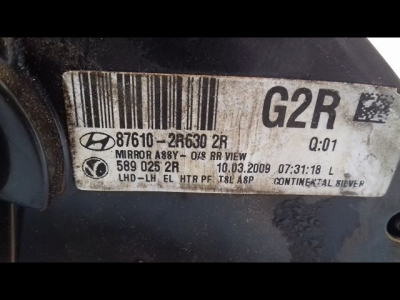 G2R
87610-2R630 2R Q:01
MIRROR ASSY - O/S RR VIEW
589 025 2R 10.03.2009 07:31:18 L
LHD-LH EL HTR PF TSL ASP CONTINENTAL SILVER